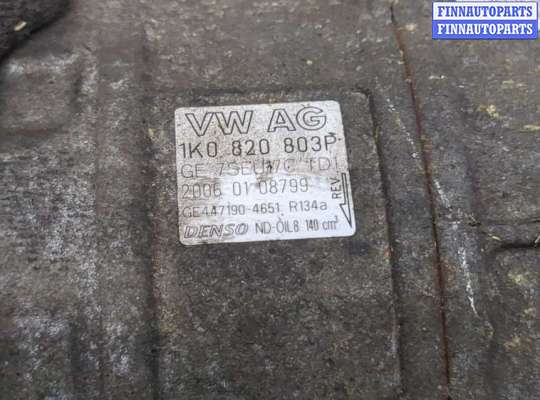 FINNAUTOPARTS
FINNAUTOPARTS
VW AG
1K0 820 803P
GE 7SEU17C TDI
2006 01 08799
GE447190-4651 R134a
DENSO ND-OIL8 140 cm³
REV.